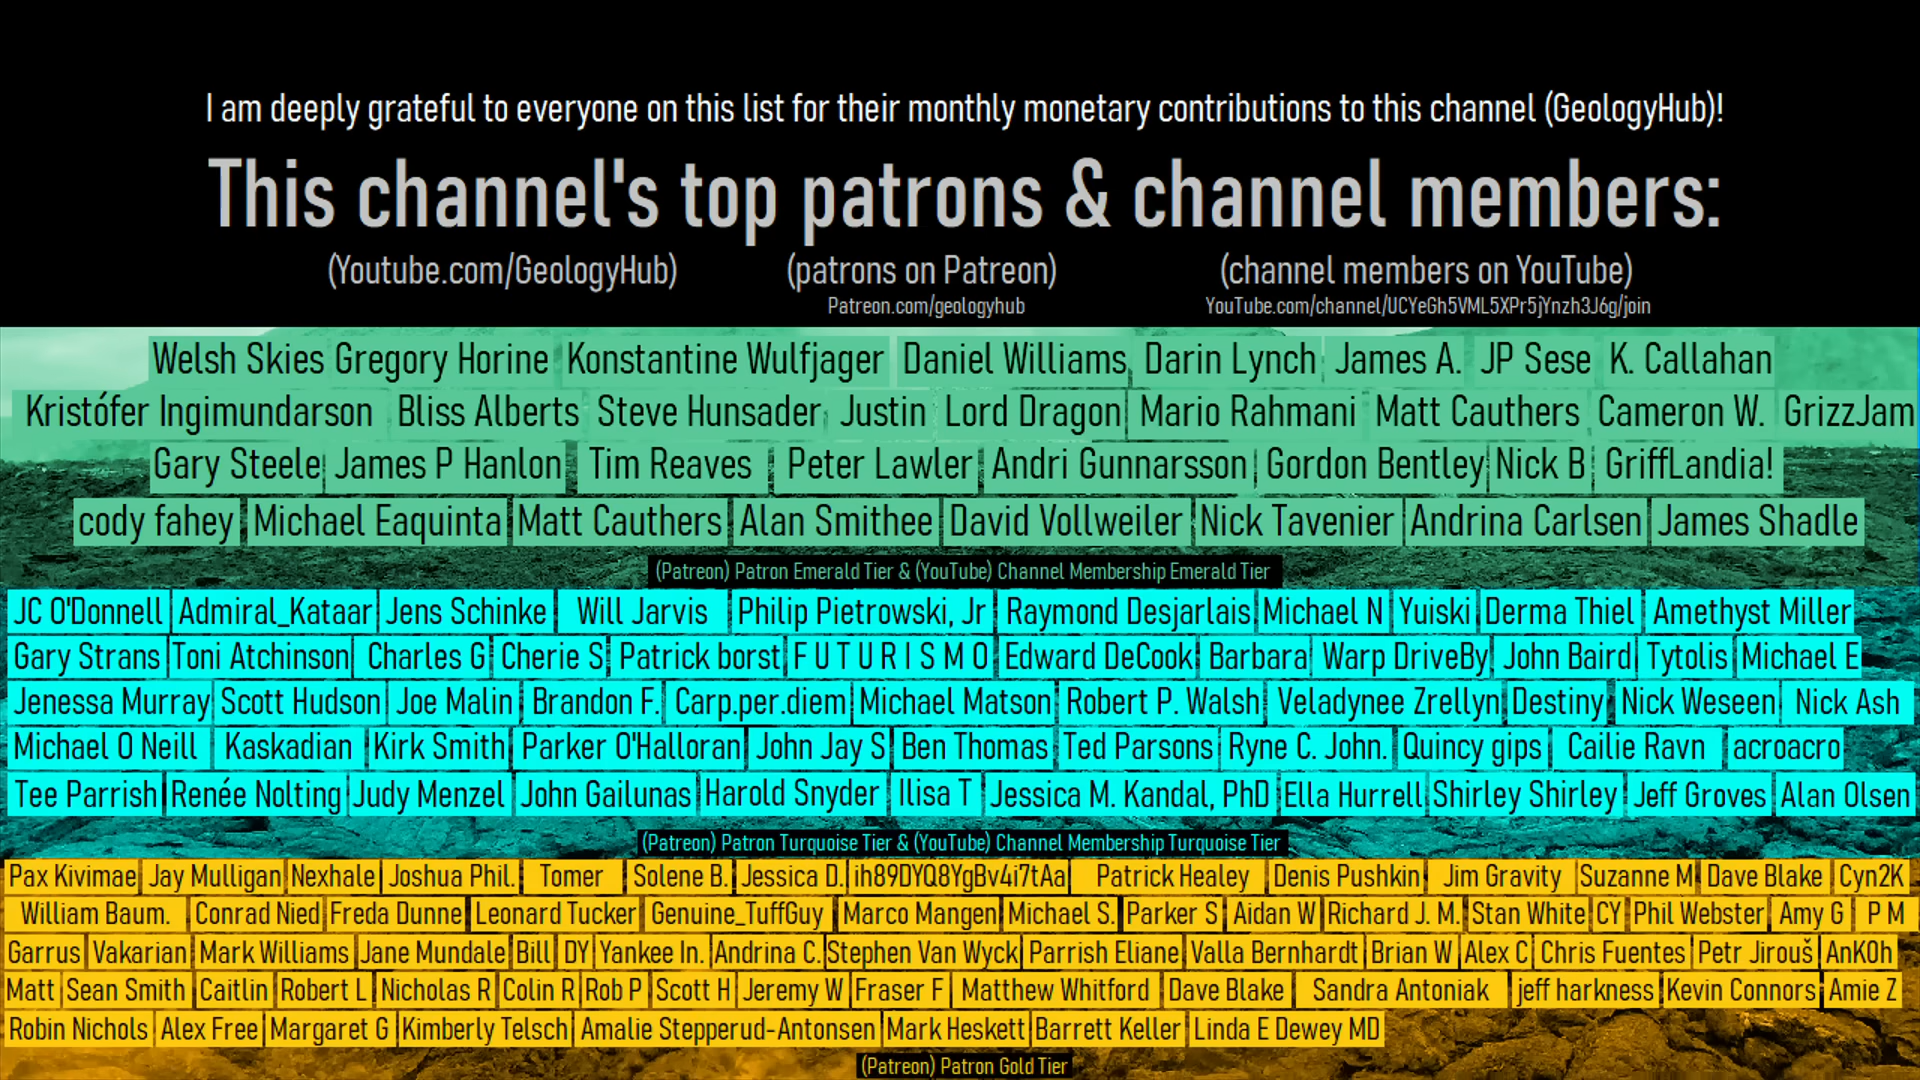 I am deeply grateful to everyone on this list for their monthly monetary contributions to this channel (GeologyHub)!
This channel's top patrons & channel members:
(Youtube.com/GeologyHub) (patrons on Patreon) (channel members on YouTube)
Patreon.com/geologyhub YouTube.com/channel/UCYeGh5VML5XPr5jYnzh3J6g/join
Welsh Skies Gregory Horine Konstantine Wulfjager Daniel Williams Darin Lynch James A. JP Sese K. Callahan
Kristófer Ingimundarson Bliss Alberts Steve Hunsader Justin Lord Dragon Mario Rahmani Matt Cauthers Cameron W. GrizzJam
Gary Steele James P Hanlon Tim Reaves Peter Lawler Andri Gunnarsson Gordon Bentley Nick B GriffLandia!
cody fahey Michael Eaquinta Matt Cauthers Alan Smithee David Vollweiler Nick Tavenier Andrina Carlsen James Shadle
(Patreon) Patron Emerald Tier & (YouTube) Channel Membership Emerald Tier
JC O'Donnell Admiral_Kataar Jens Schinke Will Jarvis Philip Pietrowski, Jr Raymond Desjarlais Michael N Yuiski Derma Thiel Amethyst Miller
Gary Strans Toni Atchinson Charles G Cherie S Patrick borst F U T U R I S M O Edward DeCook Barbara Warp DriveBy John Baird Tytolis Michael E
Jenessa Murray Scott Hudson Joe Malin Brandon F. Carp.per.diem Michael Matson Robert P. Walsh Veladynee Zrellyn Destiny Nick Weseen Nick Ash
Michael O Neill Kaskadian Kirk Smith Parker O'Halloran John Jay S Ben Thomas Ted Parsons Ryne C. John. Quincy gips Cailie Ravn acroacro
Tee Parrish Renée Nolting Judy Menzel John Gailunas Harold Snyder Ilisa T Jessica M. Kandal, PhD Ella Hurrell Shirley Shirley Jeff Groves Alan Olsen
(Patreon) Patron Turquoise Tier & (YouTube) Channel Membership Turquoise Tier
Pax Kivimae Jay Mulligan Nexhale Joshua Phil. Tomer Solene B. Jessica D. ih89DYQ8YgBv4i7tAa Patrick Healey Denis Pushkin Jim Gravity Suzanne M Dave Blake Cyn2K
William Baum. Conrad Nied Freda Dunne Leonard Tucker Genuine_TuffGuy Marco Mangen Michael S. Parker S Aidan W Richard J. M. Stan White CY Phil Webster Amy G P M
Garrus Vakarian Mark Williams Jane Mundale Bill DY Yankee In. Andrina C. Stephen Van Wyck Parrish Eliane Valla Bernhardt Brian W Alex C Chris Fuentes Petr Jirouš AnK0h
Matt Sean Smith Caitlin Robert L Nicholas R Colin R Rob P Scott H Jeremy W Fraser F Matthew Whitford Dave Blake Sandra Antoniak jeff harkness Kevin Connors Amie Z
Robin Nichols Alex Free Margaret G Kimberly Telsch Amalie Stepperud-Antonsen Mark Heskett Barrett Keller Linda E Dewey MD
(Patreon) Patron Gold Tier